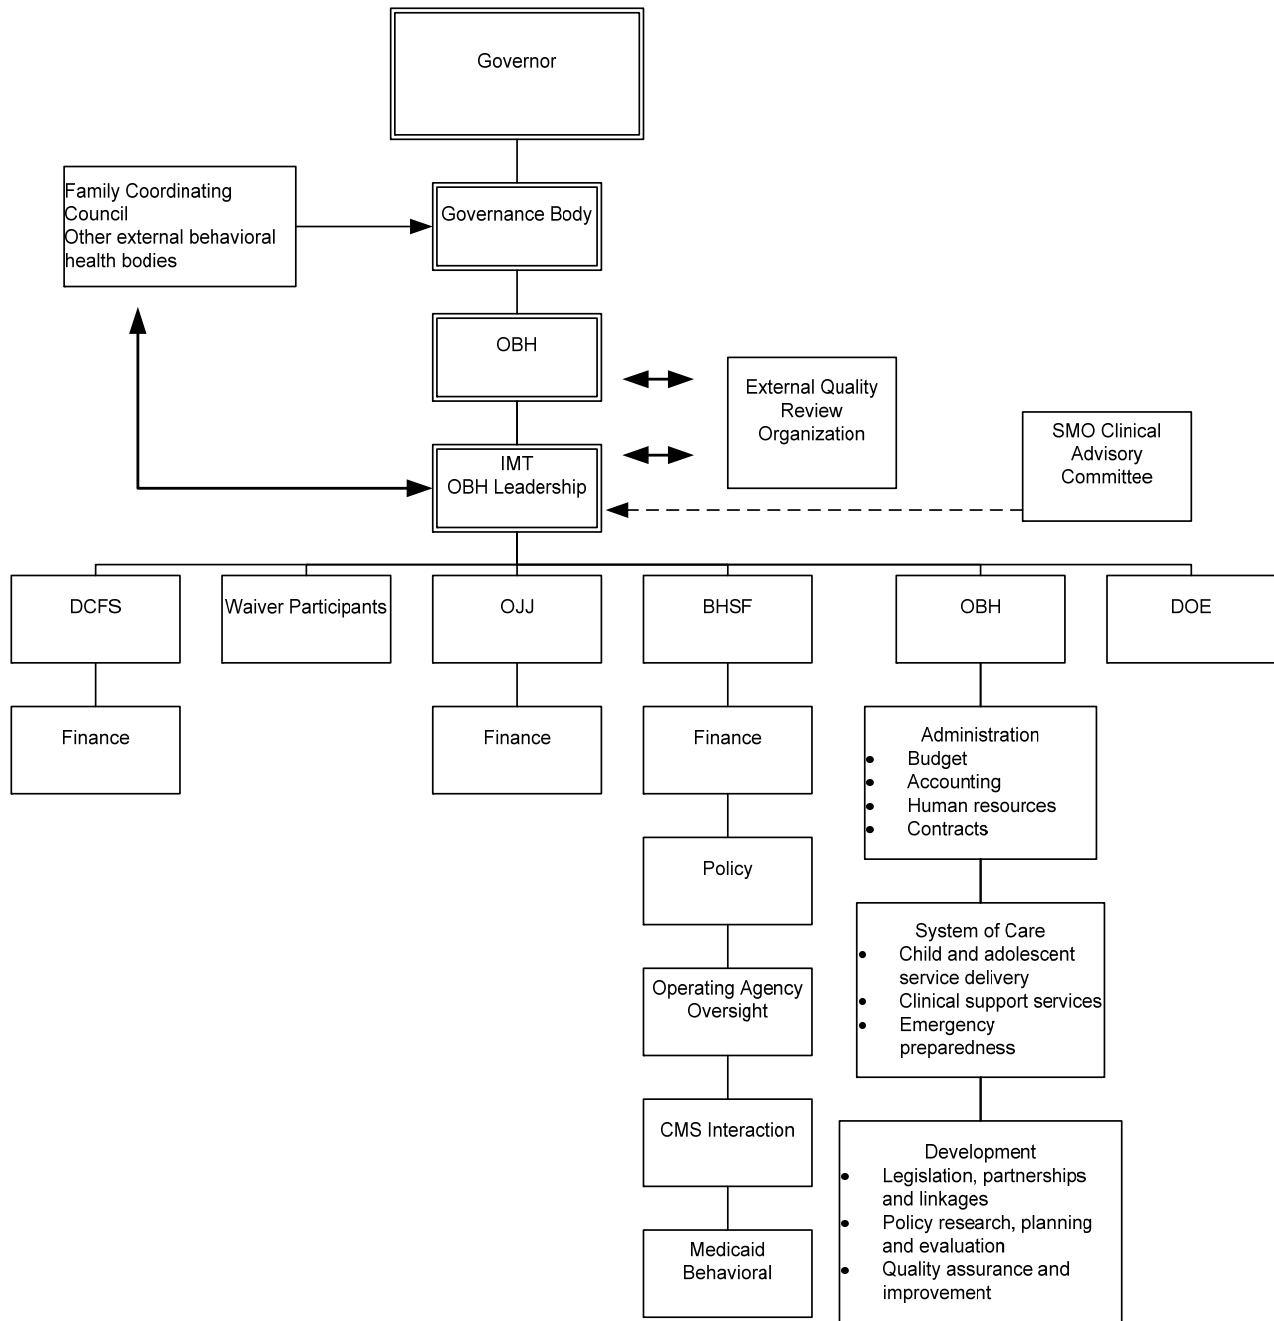 Governor
Family Coordinating
Council
Other external behavioral
health bodies
Governance Body
OBH
External Quality
Review
Organization
SMO Clinical
Advisory
Committee
IMT
OBH Leadership
DCFS
Waiver Participants
OJJ
BHSF
OBH
DOE
Finance
Finance
Finance
Administration
• Budget
• Accounting
• Human resources
• Contracts
Policy
System of Care
• Child and adolescent
service delivery
• Clinical support services
• Emergency
preparedness
Operating Agency
Oversight
CMS Interaction
Development
• Legislation, partnerships
and linkages
• Policy research, planning
and evaluation
• Quality assurance and
improvement
Medicaid
Behavioral